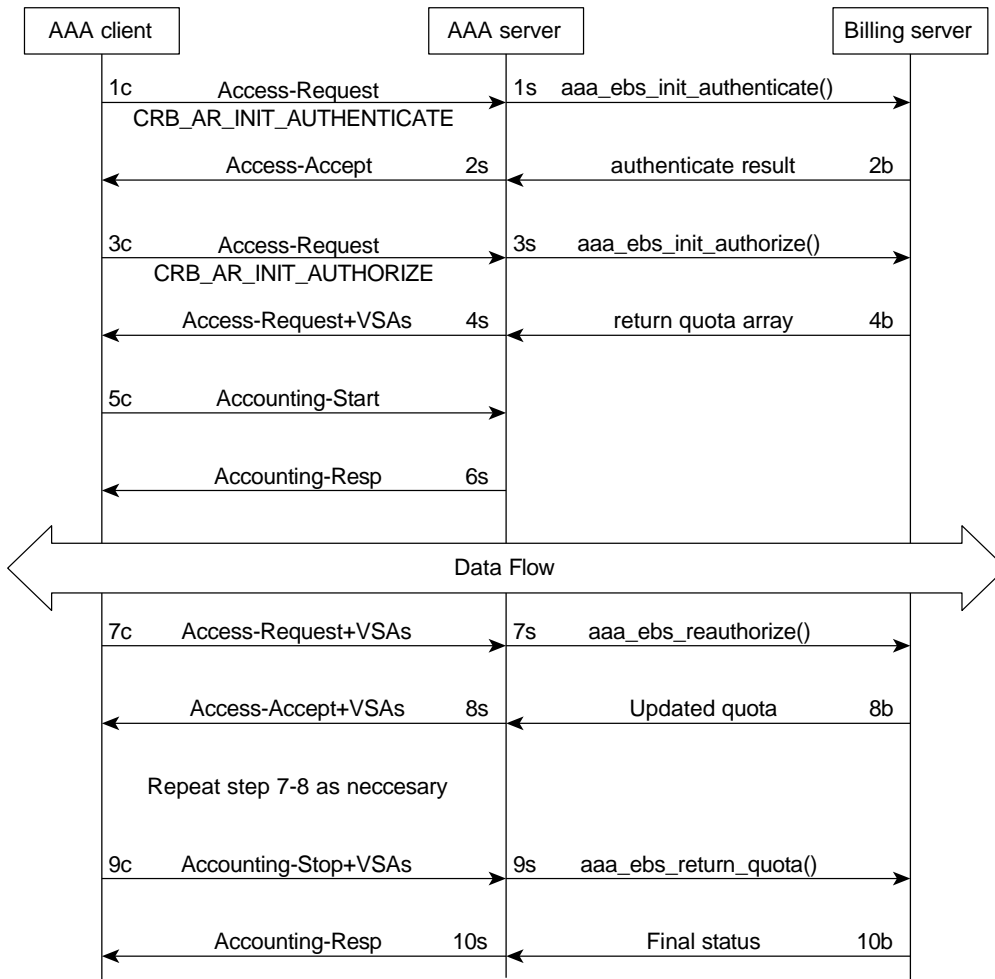 AAA client AAA server Billing server
1c Access-Request 1s aaa_ebs_init_authenticate()
CRB_AR_INIT_AUTHENTICATE
Access-Accept 2s authenticate result 2b
3c Access-Request 3s aaa_ebs_init_authorize()
CRB_AR_INIT_AUTHORIZE
Access-Request+VSAs 4s return quota array 4b
5c Accounting-Start
Accounting-Resp 6s
Data Flow
7c Access-Request+VSAs 7s aaa_ebs_reauthorize()
Access-Accept+VSAs 8s Updated quota 8b
Repeat step 7-8 as neccesary
9c Accounting-Stop+VSAs 9s aaa_ebs_return_quota()
Accounting-Resp 10s Final status 10b